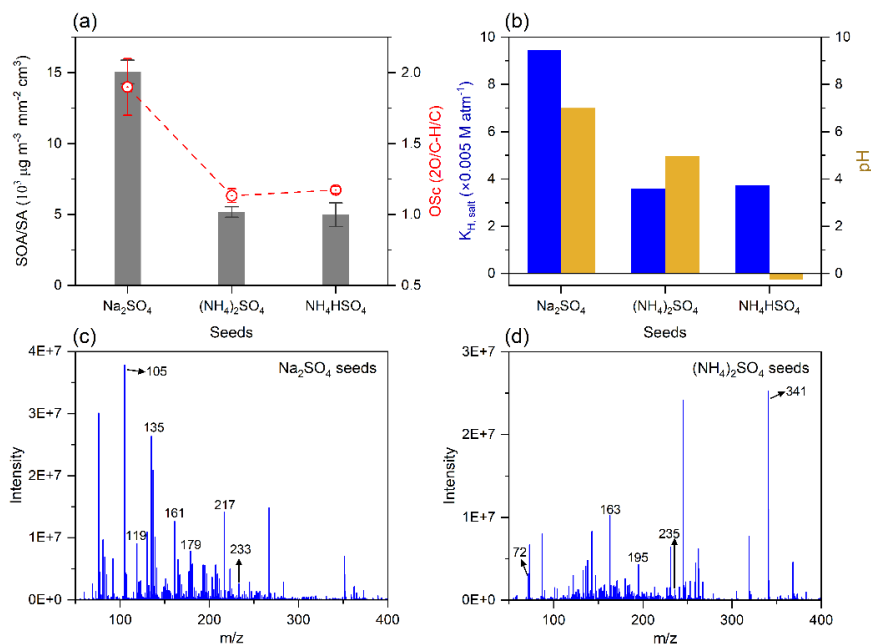 (a)
SOA/SA (10³ μg m⁻³ mm⁻² cm³)
15
10
5
0
2.0
1.5
1.0
0.5
OSc (2O/C-H/C)
Na₂SO₄
(NH₄)₂SO₄
NH₄HSO₄
Seeds
(b)
K_H, salt (×0.005 M atm⁻¹)
10
8
6
4
2
0
10
8
6
4
2
0
pH
Na₂SO₄
(NH₄)₂SO₄
NH₄HSO₄
Seeds
(c)
Na₂SO₄ seeds
Intensity
4E+7
3E+7
2E+7
1E+7
0E+0
105
135
119
161
179
217
233
100
200
300
400
m/z
(d)
(NH₄)₂SO₄ seeds
Intensity
3E+7
2E+7
1E+7
0E+0
72
163
195
235
341
100
200
300
400
m/z